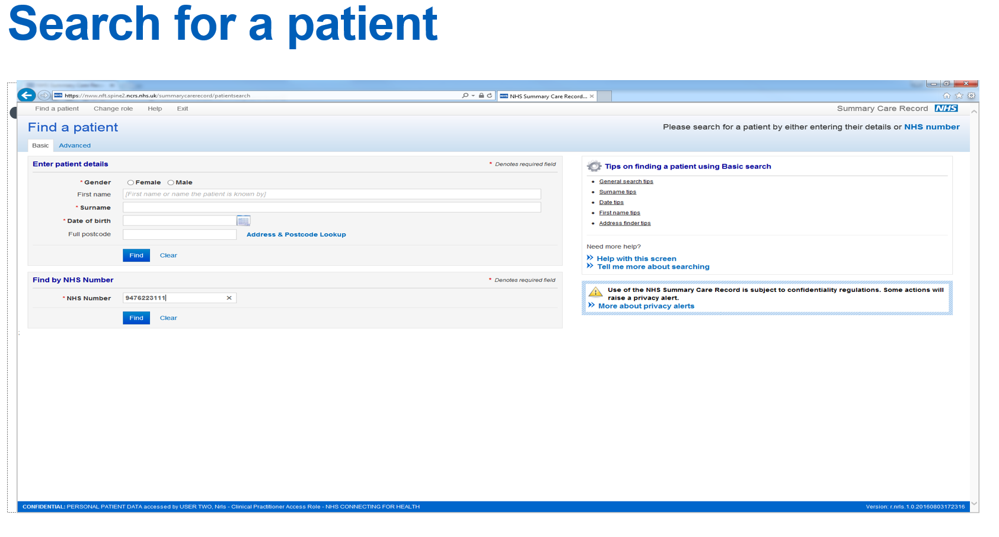 Search for a patient
https://nww.nft.spine2.ncrs.nhs.uk/summarycarerecord/patientsearch
NHS Summary Care Record...
Find a patient Change role Help Exit
Summary Care Record NHS
Find a patient
Please search for a patient by either entering their details or NHS number
Basic Advanced
Enter patient details
* Denotes required field
* Gender Female Male
First name [First name or name the patient is known by]
* Surname
* Date of birth
Full postcode Address & Postcode Lookup
Find Clear
Find by NHS Number
* Denotes required field
* NHS Number 9476223111
Find Clear
Tips on finding a patient using Basic search
General search tips
Surname tips
Date tips
First name tips
Address finder tips
Need more help?
Help with this screen
Tell me more about searching
Use of the NHS Summary Care Record is subject to confidentiality regulations. Some actions will
raise a privacy alert.
More about privacy alerts
CONFIDENTIAL: PERSONAL PATIENT DATA accessed by USER TWO, Nrls - Clinical Practitioner Access Role - NHS CONNECTING FOR HEALTH
Version: r.nrls.1.0.20160803172316